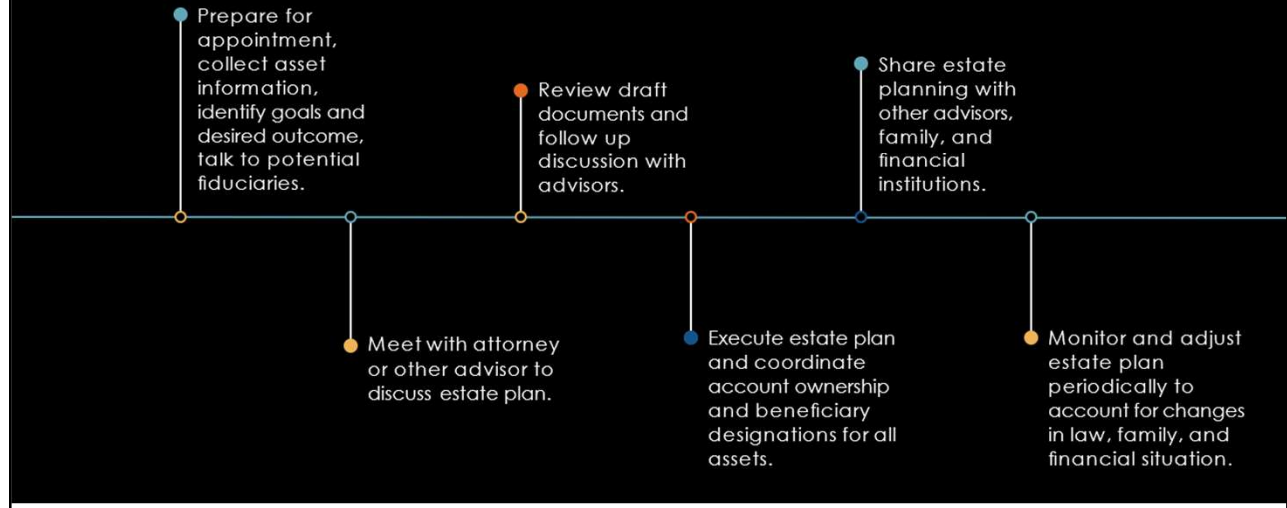 Prepare for
appointment,
collect asset
information,
identify goals and
desired outcome,
talk to potential
fiduciaries.
Meet with attorney
or other advisor to
discuss estate plan.
Review draft
documents and
follow up
discussion with
advisors.
Execute estate plan
and coordinate
account ownership
and beneficiary
designations for all
assets.
Share estate
planning with
other advisors,
family, and
financial
institutions.
Monitor and adjust
estate plan
periodically to
account for changes
in law, family, and
financial situation.